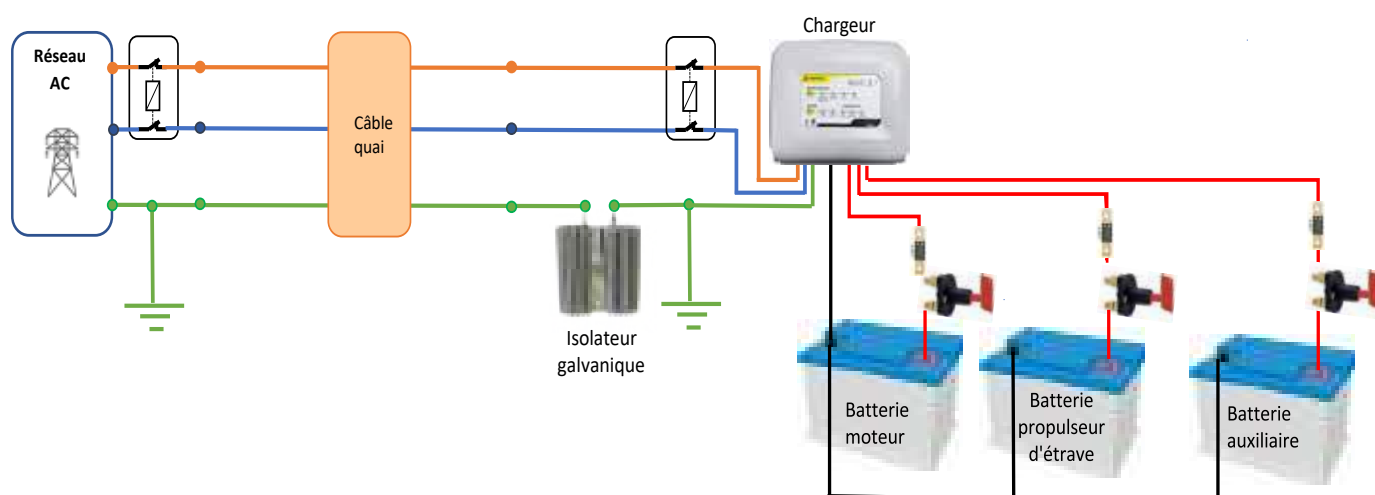 Chargeur
Réseau
AC
Câble
quai
Isolateur
galvanique
Batterie
moteur
Batterie
propulseur
d'étrave
Batterie
auxiliaire